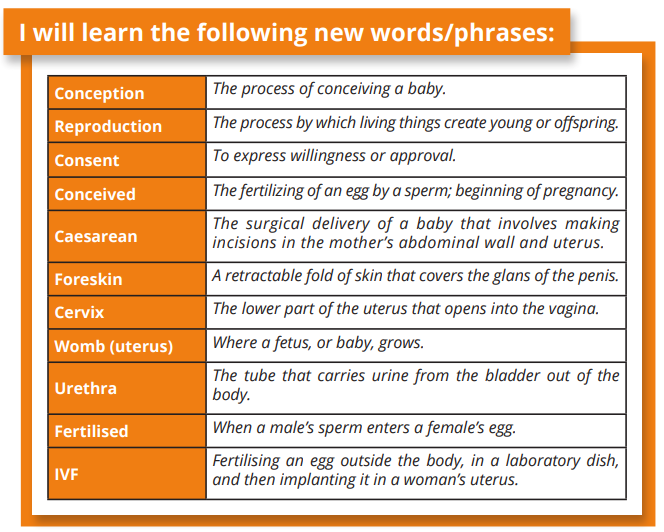 I will learn the following new words/phrases:
Conception The process of conceiving a baby.
Reproduction The process by which living things create young or offspring.
Consent To express willingness or approval.
Conceived The fertilizing of an egg by a sperm; beginning of pregnancy.
Caesarean The surgical delivery of a baby that involves making
incisions in the mother's abdominal wall and uterus.
Foreskin A retractable fold of skin that covers the glans of the penis.
Cervix The lower part of the uterus that opens into the vagina.
Womb (uterus) Where a fetus, or baby, grows.
Urethra The tube that carries urine from the bladder out of the
body.
Fertilised When a male's sperm enters a female's egg.
IVF Fertilising an egg outside the body, in a laboratory dish,
and then implanting it in a woman's uterus.